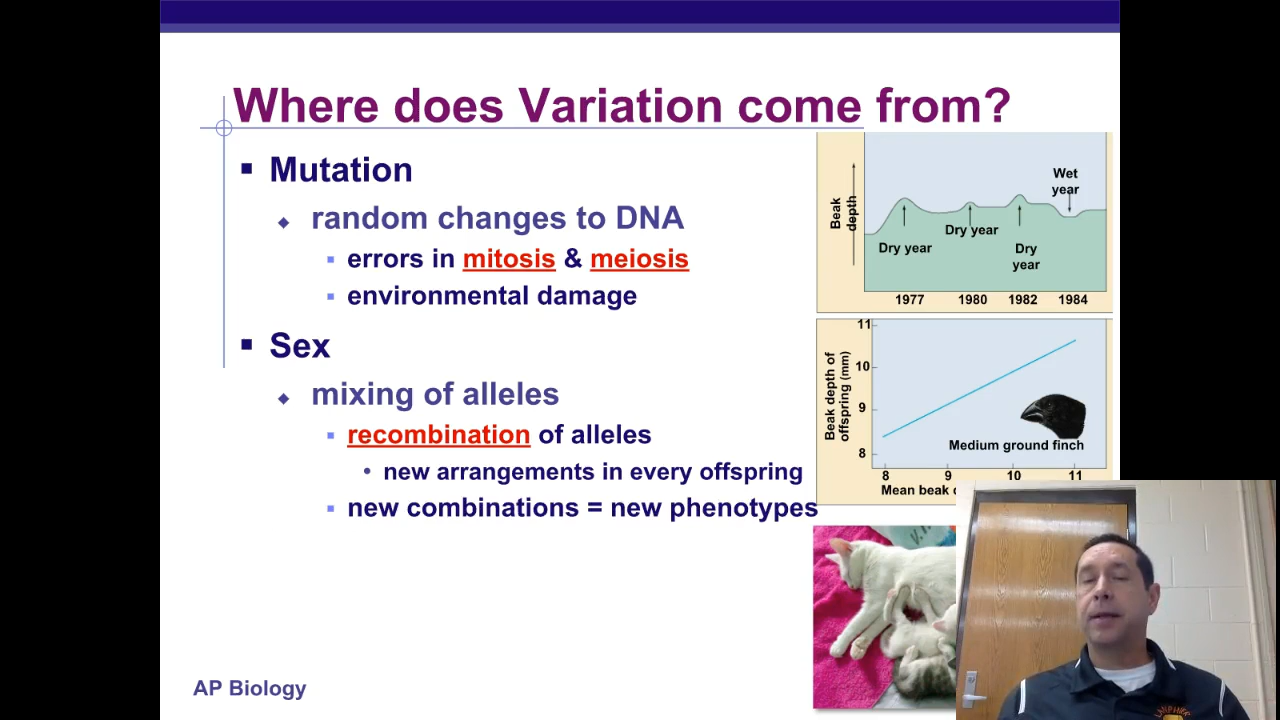 Where does Variation come from?
Mutation
random changes to DNA
errors in mitosis & meiosis
environmental damage
Sex
mixing of alleles
recombination of alleles
new arrangements in every offspring
new combinations = new phenotypes
Beak
depth
Wet
year
Dry year
Dry year
Dry
year
1977 1980 1982 1984
Beak depth of
offspring (mm)
11
10
9
8
Medium ground finch
8 9 10 11
Mean beak
AP Biology